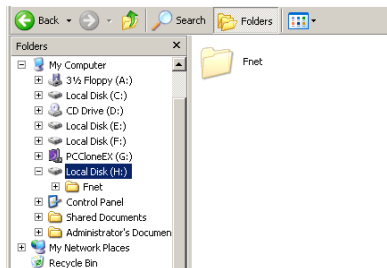 Back Search Folders
Folders x
My Computer
3½ Floppy (A:)
Local Disk (C:)
CD Drive (D:)
Local Disk (E:)
Local Disk (F:)
PCCloneEX (G:)
Local Disk (H:)
Fnet
Control Panel
Shared Documents
Administrator's Documen
My Network Places
Recycle Bin
Fnet